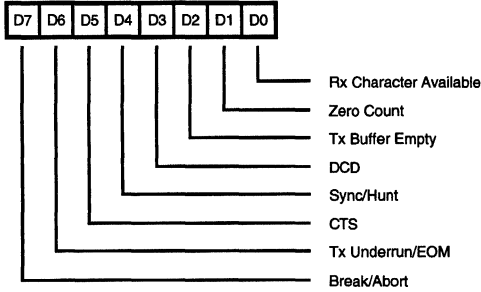 D7 D6 D5 D4 D3 D2 D1 D0
Rx Character Available
Zero Count
Tx Buffer Empty
DCD
Sync/Hunt
CTS
Tx Underrun/EOM
Break/Abort